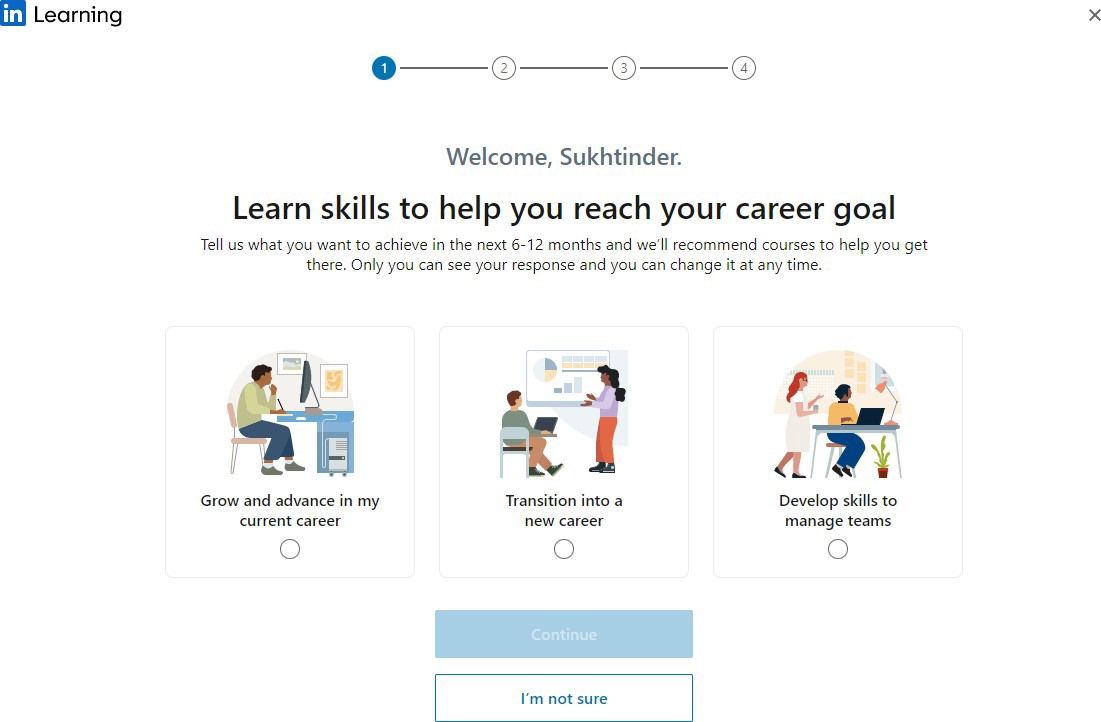 in Learning
1
2
3
4
Welcome, Sukhtinder.
Learn skills to help you reach your career goal
Tell us what you want to achieve in the next 6-12 months and we'll recommend courses to help you get
there. Only you can see your response and you can change it at any time.
Grow and advance in my
current career
Transition into a
new career
Develop skills to
manage teams
Continue
I'm not sure